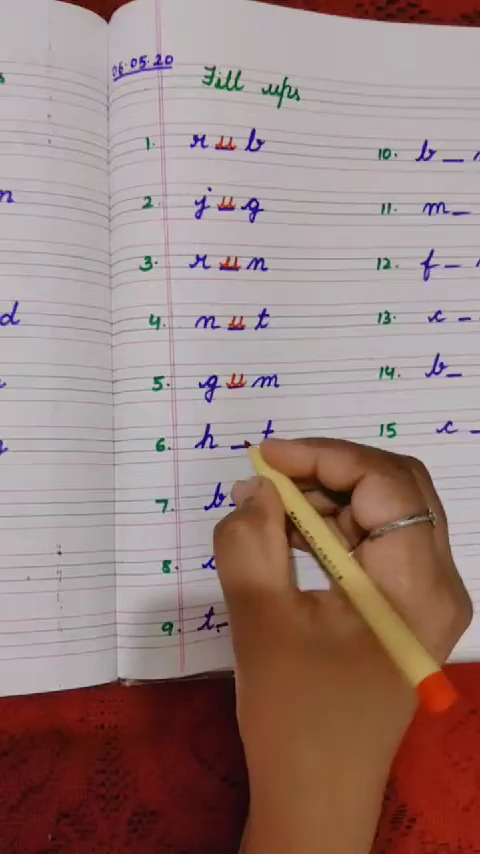 06.05.20
Fill ups
1. r u b
2. j u g
3. r u n
4. n u t
5. g u m
6. h _ t
7. b _
8.
9. t _
10. b _
11. m _
12. f _
13. c _
14. b _
15 c _
n
d